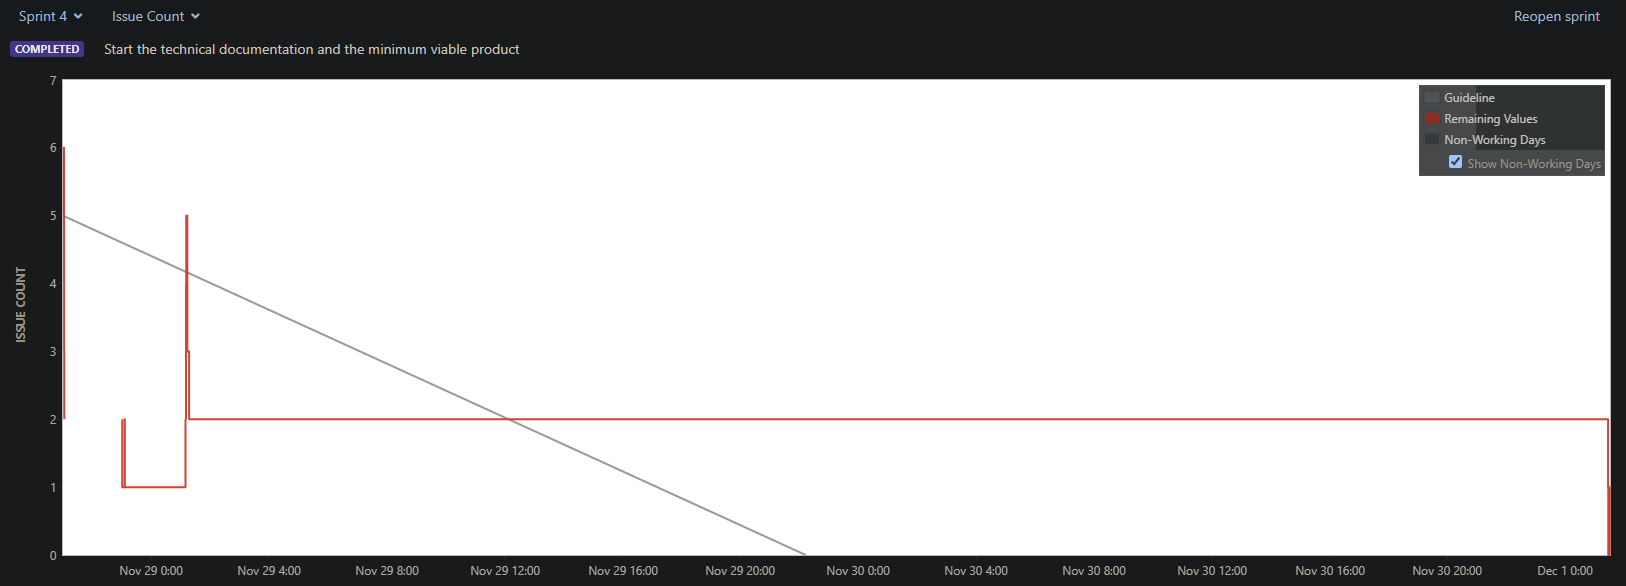 Sprint 4 Issue Count Reopen sprint
COMPLETED Start the technical documentation and the minimum viable product
7
6
5
4
3
2
1
0
ISSUE COUNT
Guideline
Remaining Values
Non-Working Days
Show Non-Working Days
Nov 29 0:00 Nov 29 4:00 Nov 29 8:00 Nov 29 12:00 Nov 29 16:00 Nov 29 20:00 Nov 30 0:00 Nov 30 4:00 Nov 30 8:00 Nov 30 12:00 Nov 30 16:00 Nov 30 20:00 Dec 1 0:00